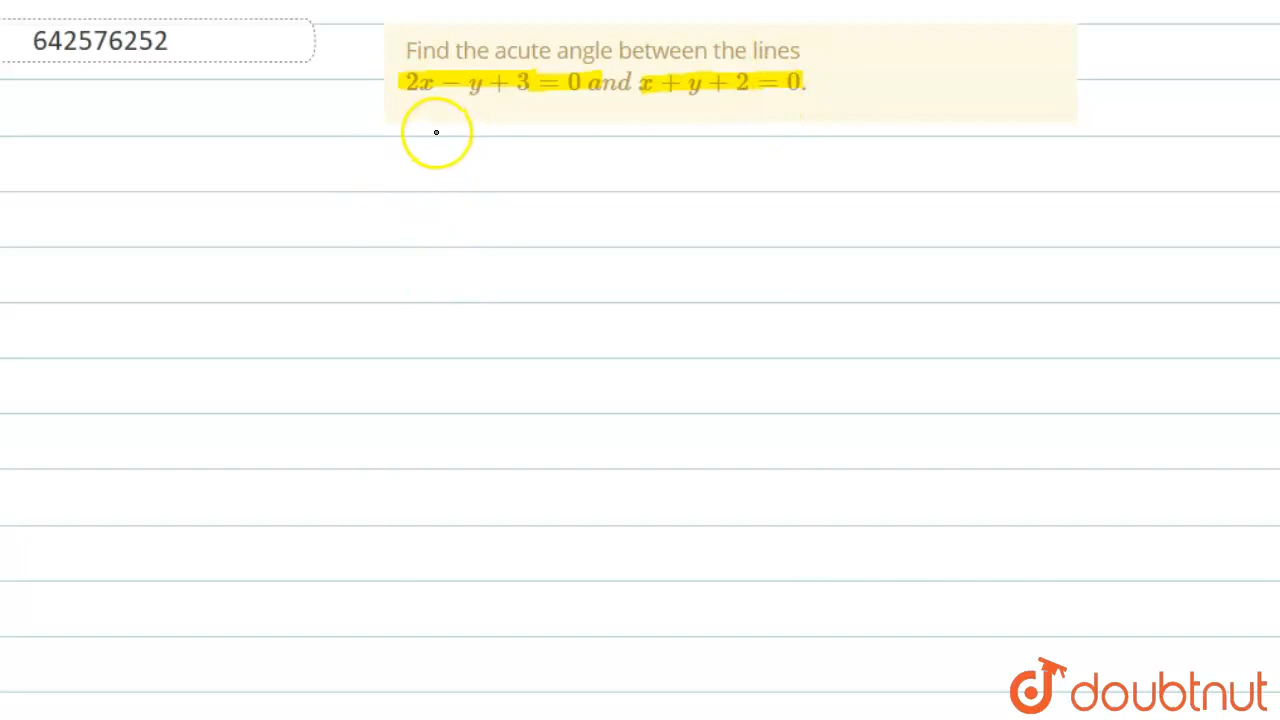 642576252
Find the acute angle between the lines
2x − y + 3 = 0 and x + y + 2 = 0.
doubtnut